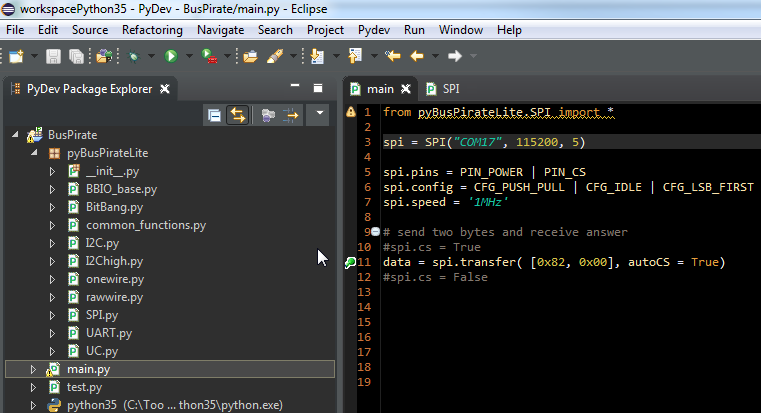 workspacePython35 - PyDev - BusPirate/main.py - Eclipse
File Edit Source Refactoring Navigate Search Project Pydev Run Window Help
PyDev Package Explorer
BusPirate
pyBusPirateLite
__init__.py
BBIO_base.py
BitBang.py
common_functions.py
I2C.py
I2Chigh.py
onewire.py
rawwire.py
SPI.py
UART.py
UC.py
main.py
test.py
python35 (C:\Too ... thon35\python.exe)
main SPI
1 from pyBusPirateLite.SPI import *
2
3 spi = SPI("COM17", 115200, 5)
4
5 spi.pins = PIN_POWER | PIN_CS
6 spi.config = CFG_PUSH_PULL | CFG_IDLE | CFG_LSB_FIRST
7 spi.speed = '1MHz'
8
9 # send two bytes and receive answer
10 #spi.cs = True
11 data = spi.transfer( [0x82, 0x00], autoCS = True)
12 #spi.cs = False
13
14
15
16
17
18
19